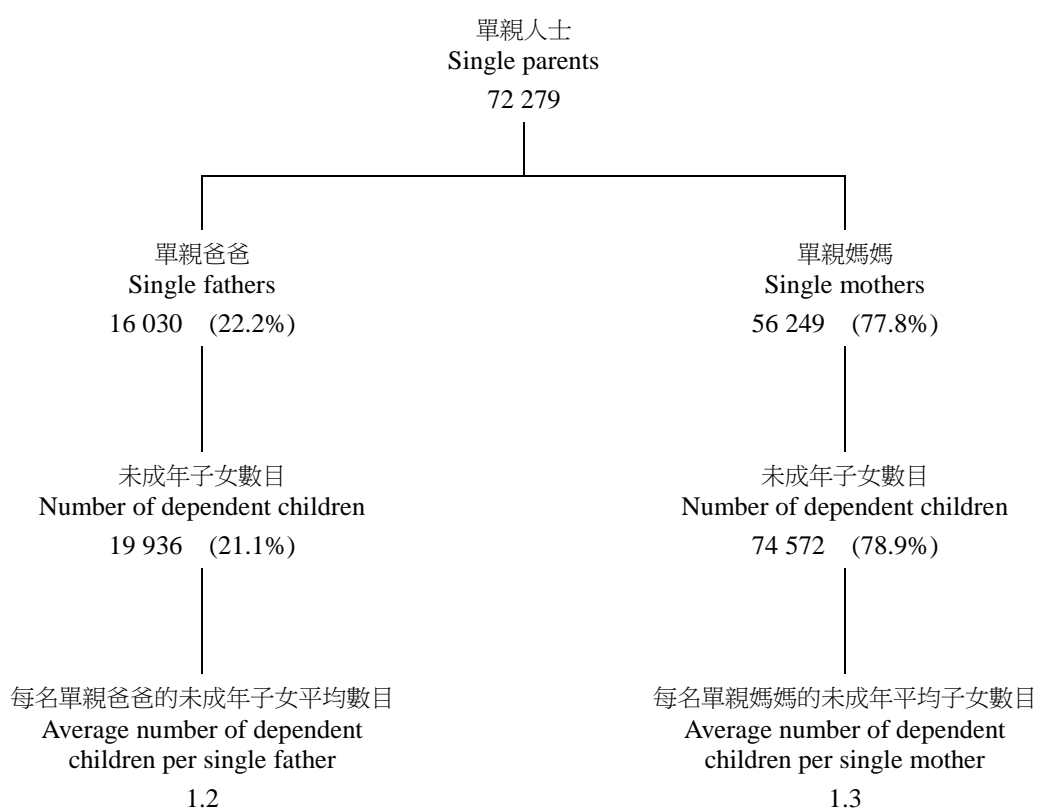 單親人士
Single parents
72 279
單親爸爸
Single fathers
16 030 (22.2%)
單親媽媽
Single mothers
56 249 (77.8%)
未成年子女數目
Number of dependent children
19 936 (21.1%)
未成年子女數目
Number of dependent children
74 572 (78.9%)
每名單親爸爸的未成年子女平均數目
Average number of dependent
children per single father
1.2
每名單親媽媽的未成年平均子女數目
Average number of dependent
children per single mother
1.3